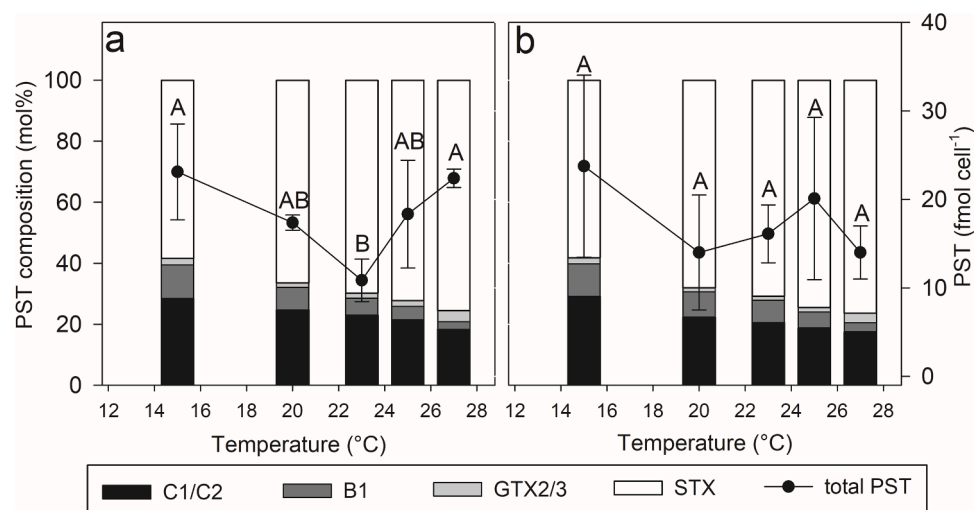 a
b
PST composition (mol%)
100
80
60
40
20
0
A
AB
B
AB
A
A
A
A
A
A
40
30
20
10
0
PST (fmol cell⁻¹)
12 14 16 18 20 22 24 26 28
12 14 16 18 20 22 24 26 28
Temperature (°C)
Temperature (°C)
C1/C2 B1 GTX2/3 STX total PST